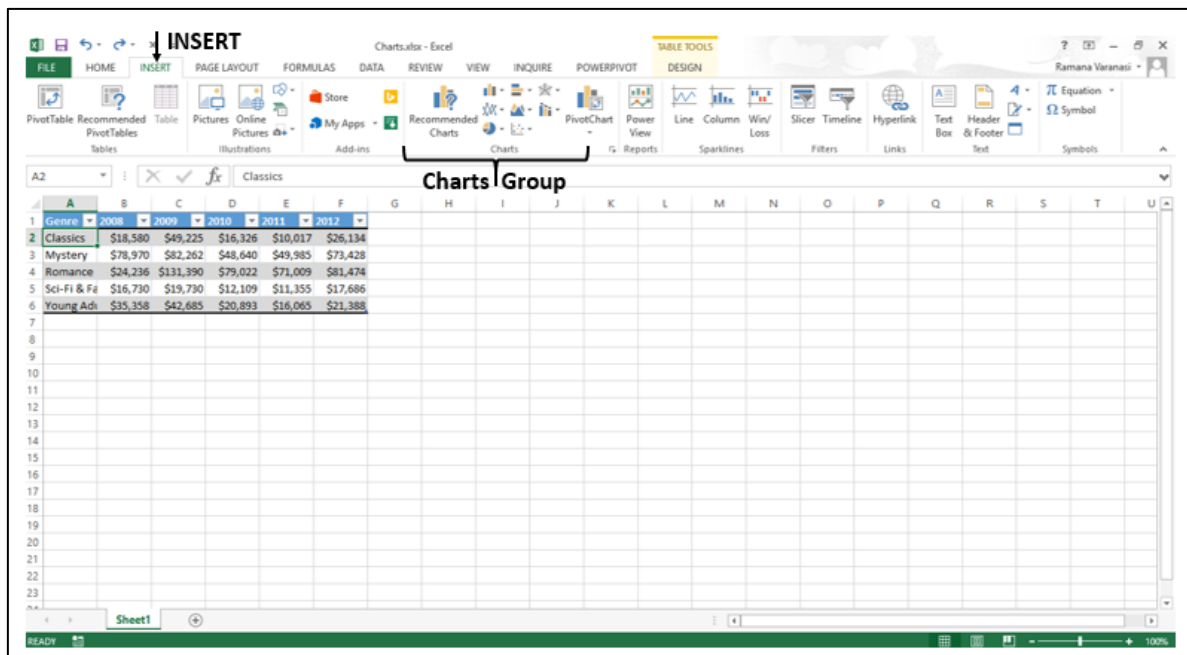 INSERT
Charts.xlsx - Excel
TABLE TOOLS
?
FILE HOME INSERT PAGE LAYOUT FORMULAS DATA REVIEW VIEW INQUIRE POWERPIVOT DESIGN Ramana Varanasi
PivotTable Recommended PivotTables Table
Pictures Online Pictures
Store
My Apps
Recommended Charts
PivotChart
Power View
Line Column Win/Loss
Slicer Timeline
Hyperlink
Text Box Header & Footer
π Equation
Ω Symbol
Tables Illustrations Add-ins Charts Reports Sparklines Filters Links Text Symbols
Charts Group
A2 fx Classics
A B C D E F G H I J K L M N O P Q R S T U
1 Genre 2008 2009 2010 2011 2012
2 Classics $18,580 $49,225 $16,326 $10,017 $26,134
3 Mystery $78,970 $82,262 $48,640 $49,985 $73,428
4 Romance $24,236 $131,390 $79,022 $71,009 $81,474
5 Sci-Fi & Fa $16,730 $19,730 $12,109 $11,355 $17,686
6 Young Adu $35,358 $42,685 $20,893 $16,065 $21,388
7
8
9
10
11
12
13
14
15
16
17
18
19
20
21
22
23
Sheet1
READY 100%